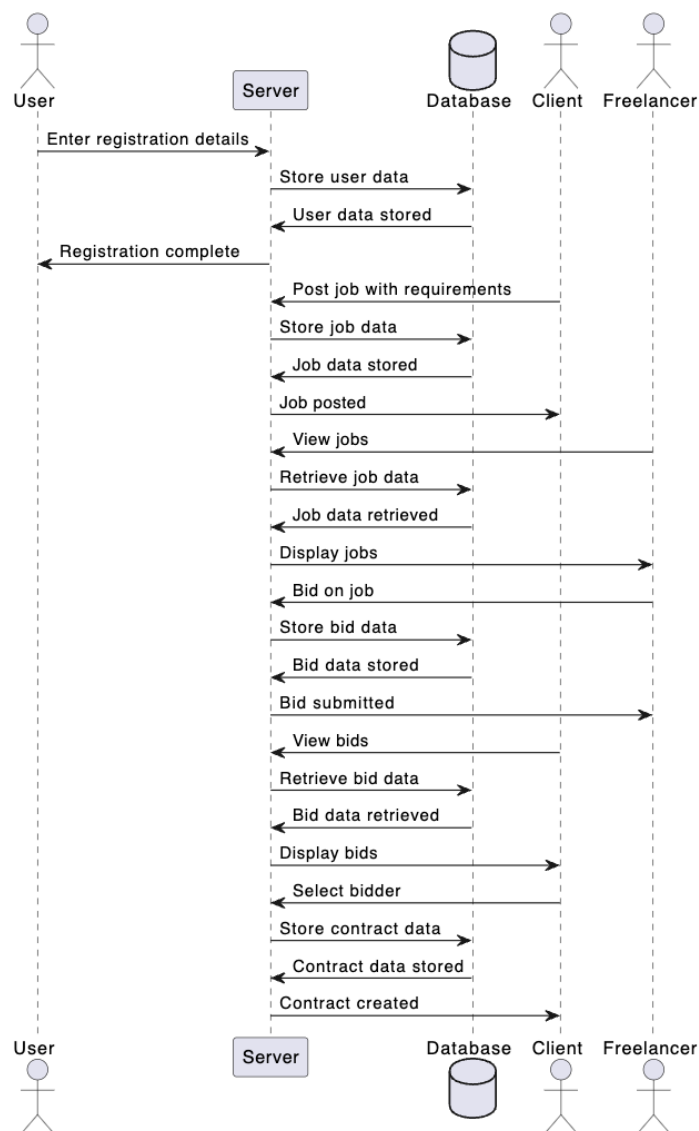 User
Server
Database
Client
Freelancer
Enter registration details
Store user data
User data stored
Registration complete
Post job with requirements
Store job data
Job data stored
Job posted
View jobs
Retrieve job data
Job data retrieved
Display jobs
Bid on job
Store bid data
Bid data stored
Bid submitted
View bids
Retrieve bid data
Bid data retrieved
Display bids
Select bidder
Store contract data
Contract data stored
Contract created
User
Server
Database
Client
Freelancer